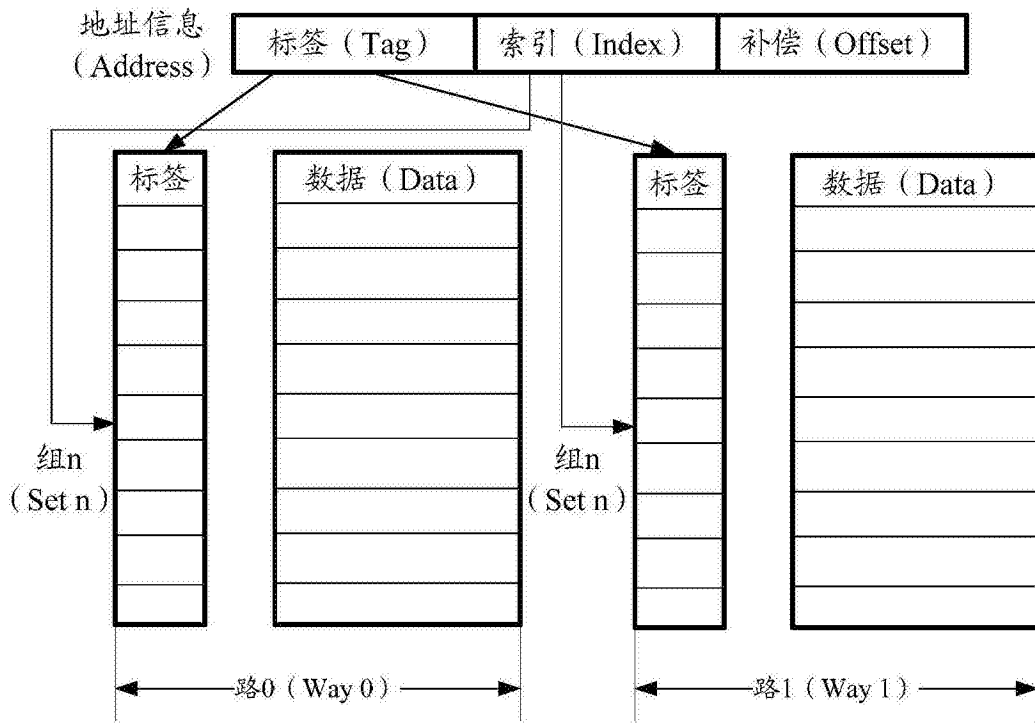 地址信息
（Address）
标签（Tag）
索引（Index）
补偿（Offset）
标签
数据（Data）
标签
数据（Data）
组n
（Set n）
组n
（Set n）
路0（Way 0）
路1（Way 1）